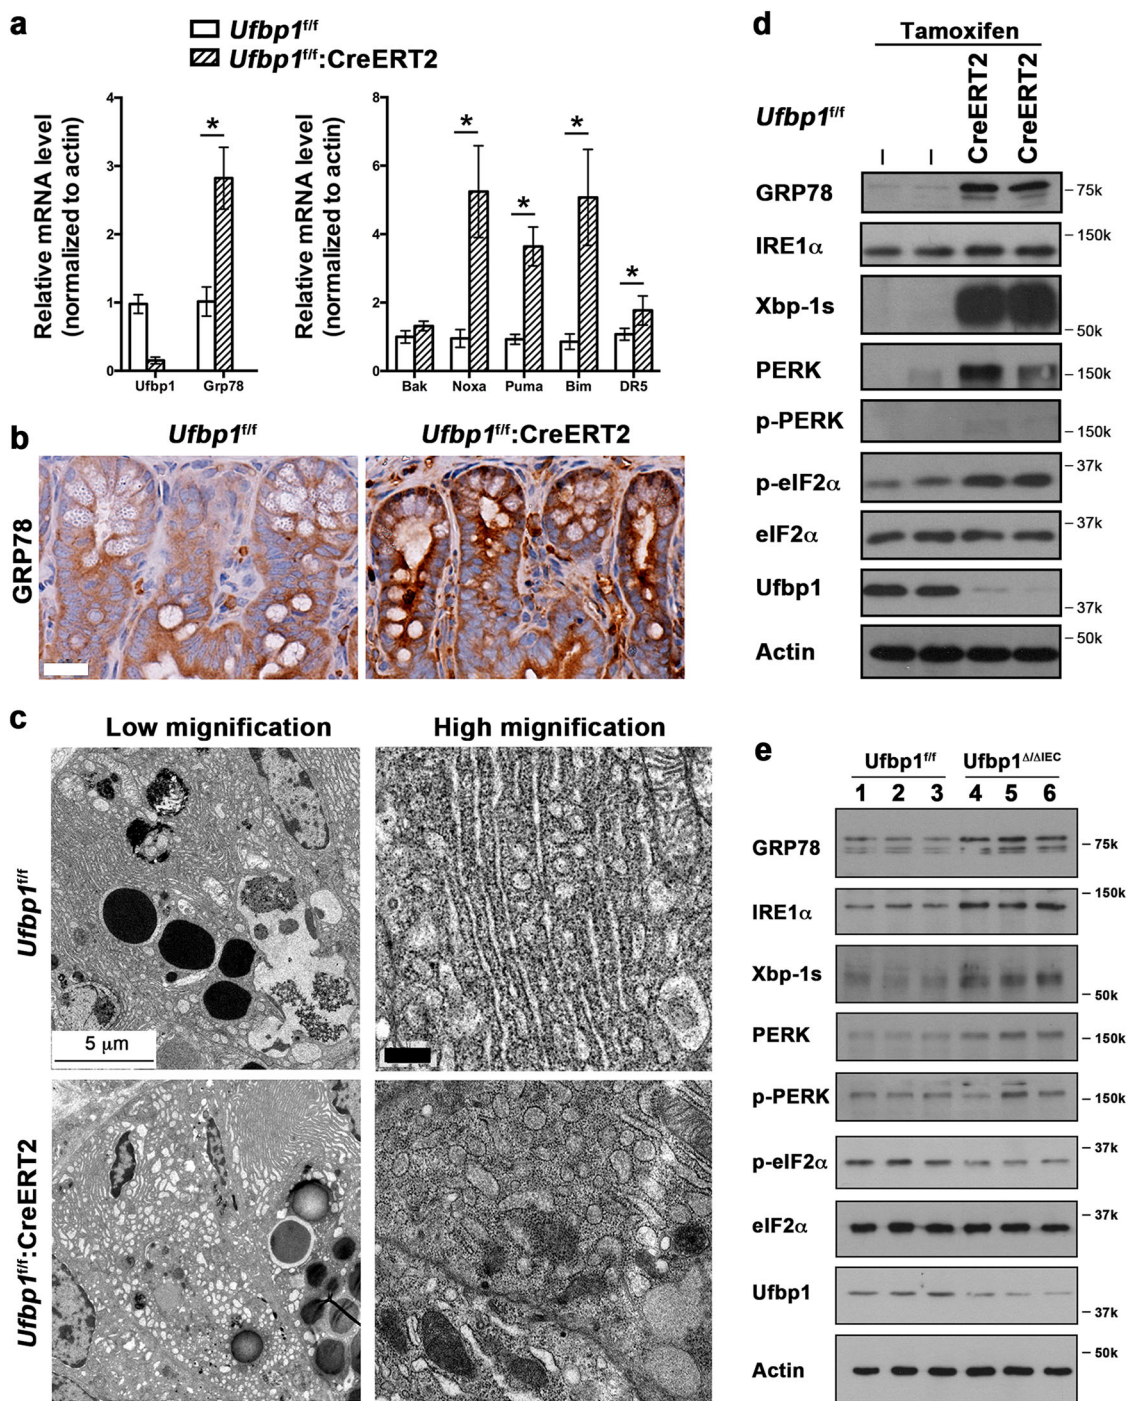 a
Ufbp1f/f
Ufbp1f/f:CreERT2
Relative mRNA level
(normalized to actin)
4
3
2
1
0
*
Ufbp1 Grp78
Relative mRNA level
(normalized to actin)
8
6
4
2
0
*
*
*
*
Bak Noxa Puma Bim DR5
b
Ufbp1f/f
Ufbp1f/f:CreERT2
GRP78
c
Low mignification
High mignification
Ufbp1f/f
5 μm
Ufbp1f/f:CreERT2
d
Tamoxifen
Ufbp1f/f
–
–
CreERT2
CreERT2
GRP78
75k
IRE1α
150k
Xbp-1s
50k
PERK
150k
p-PERK
150k
p-eIF2α
37k
eIF2α
37k
Ufbp1
37k
Actin
50k
e
Ufbp1f/f Ufbp1Δ/ΔIEC
1 2 3 4 5 6
GRP78
75k
IRE1α
150k
Xbp-1s
50k
PERK
150k
p-PERK
150k
p-eIF2α
37k
eIF2α
37k
Ufbp1
37k
Actin
50k